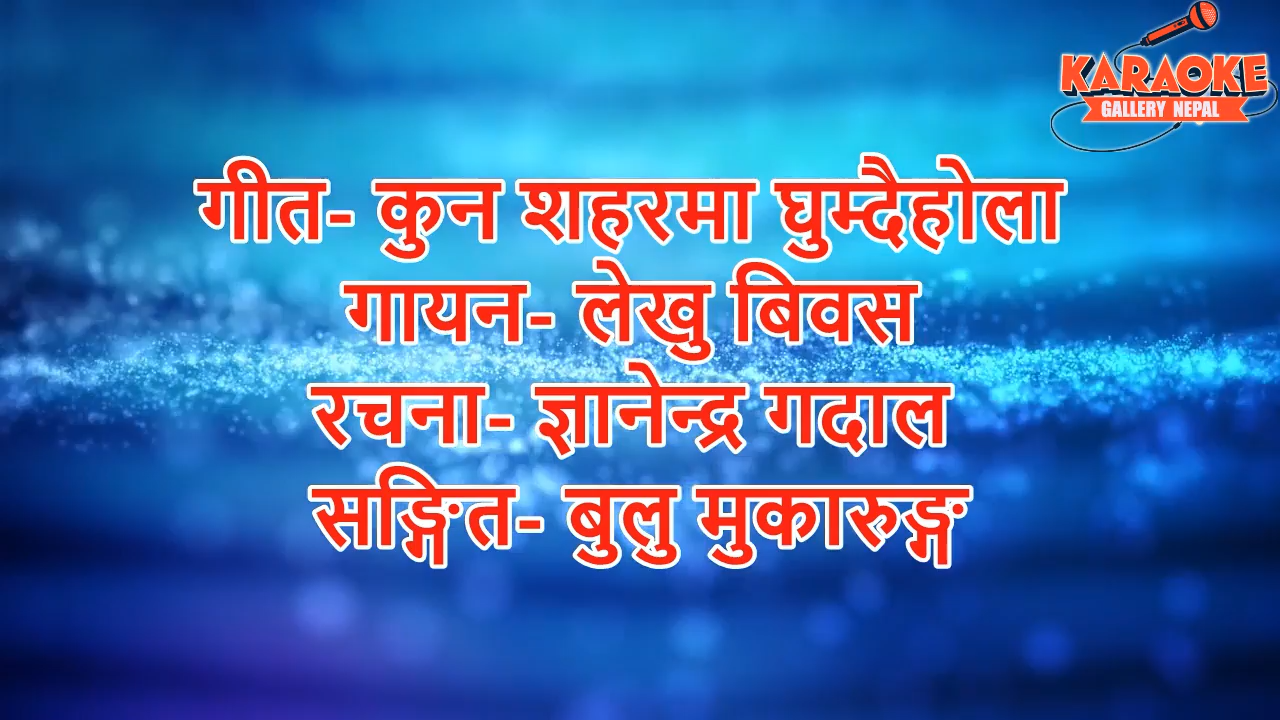 KARAOKE
GALLERY NEPAL
गीत- कुन शहरमा घुम्दैहोला
गायन- लेखु बिवस
रचना- ज्ञानेन्द्र गदाल
सङ्गित- बुलु मुकारुङ्ग